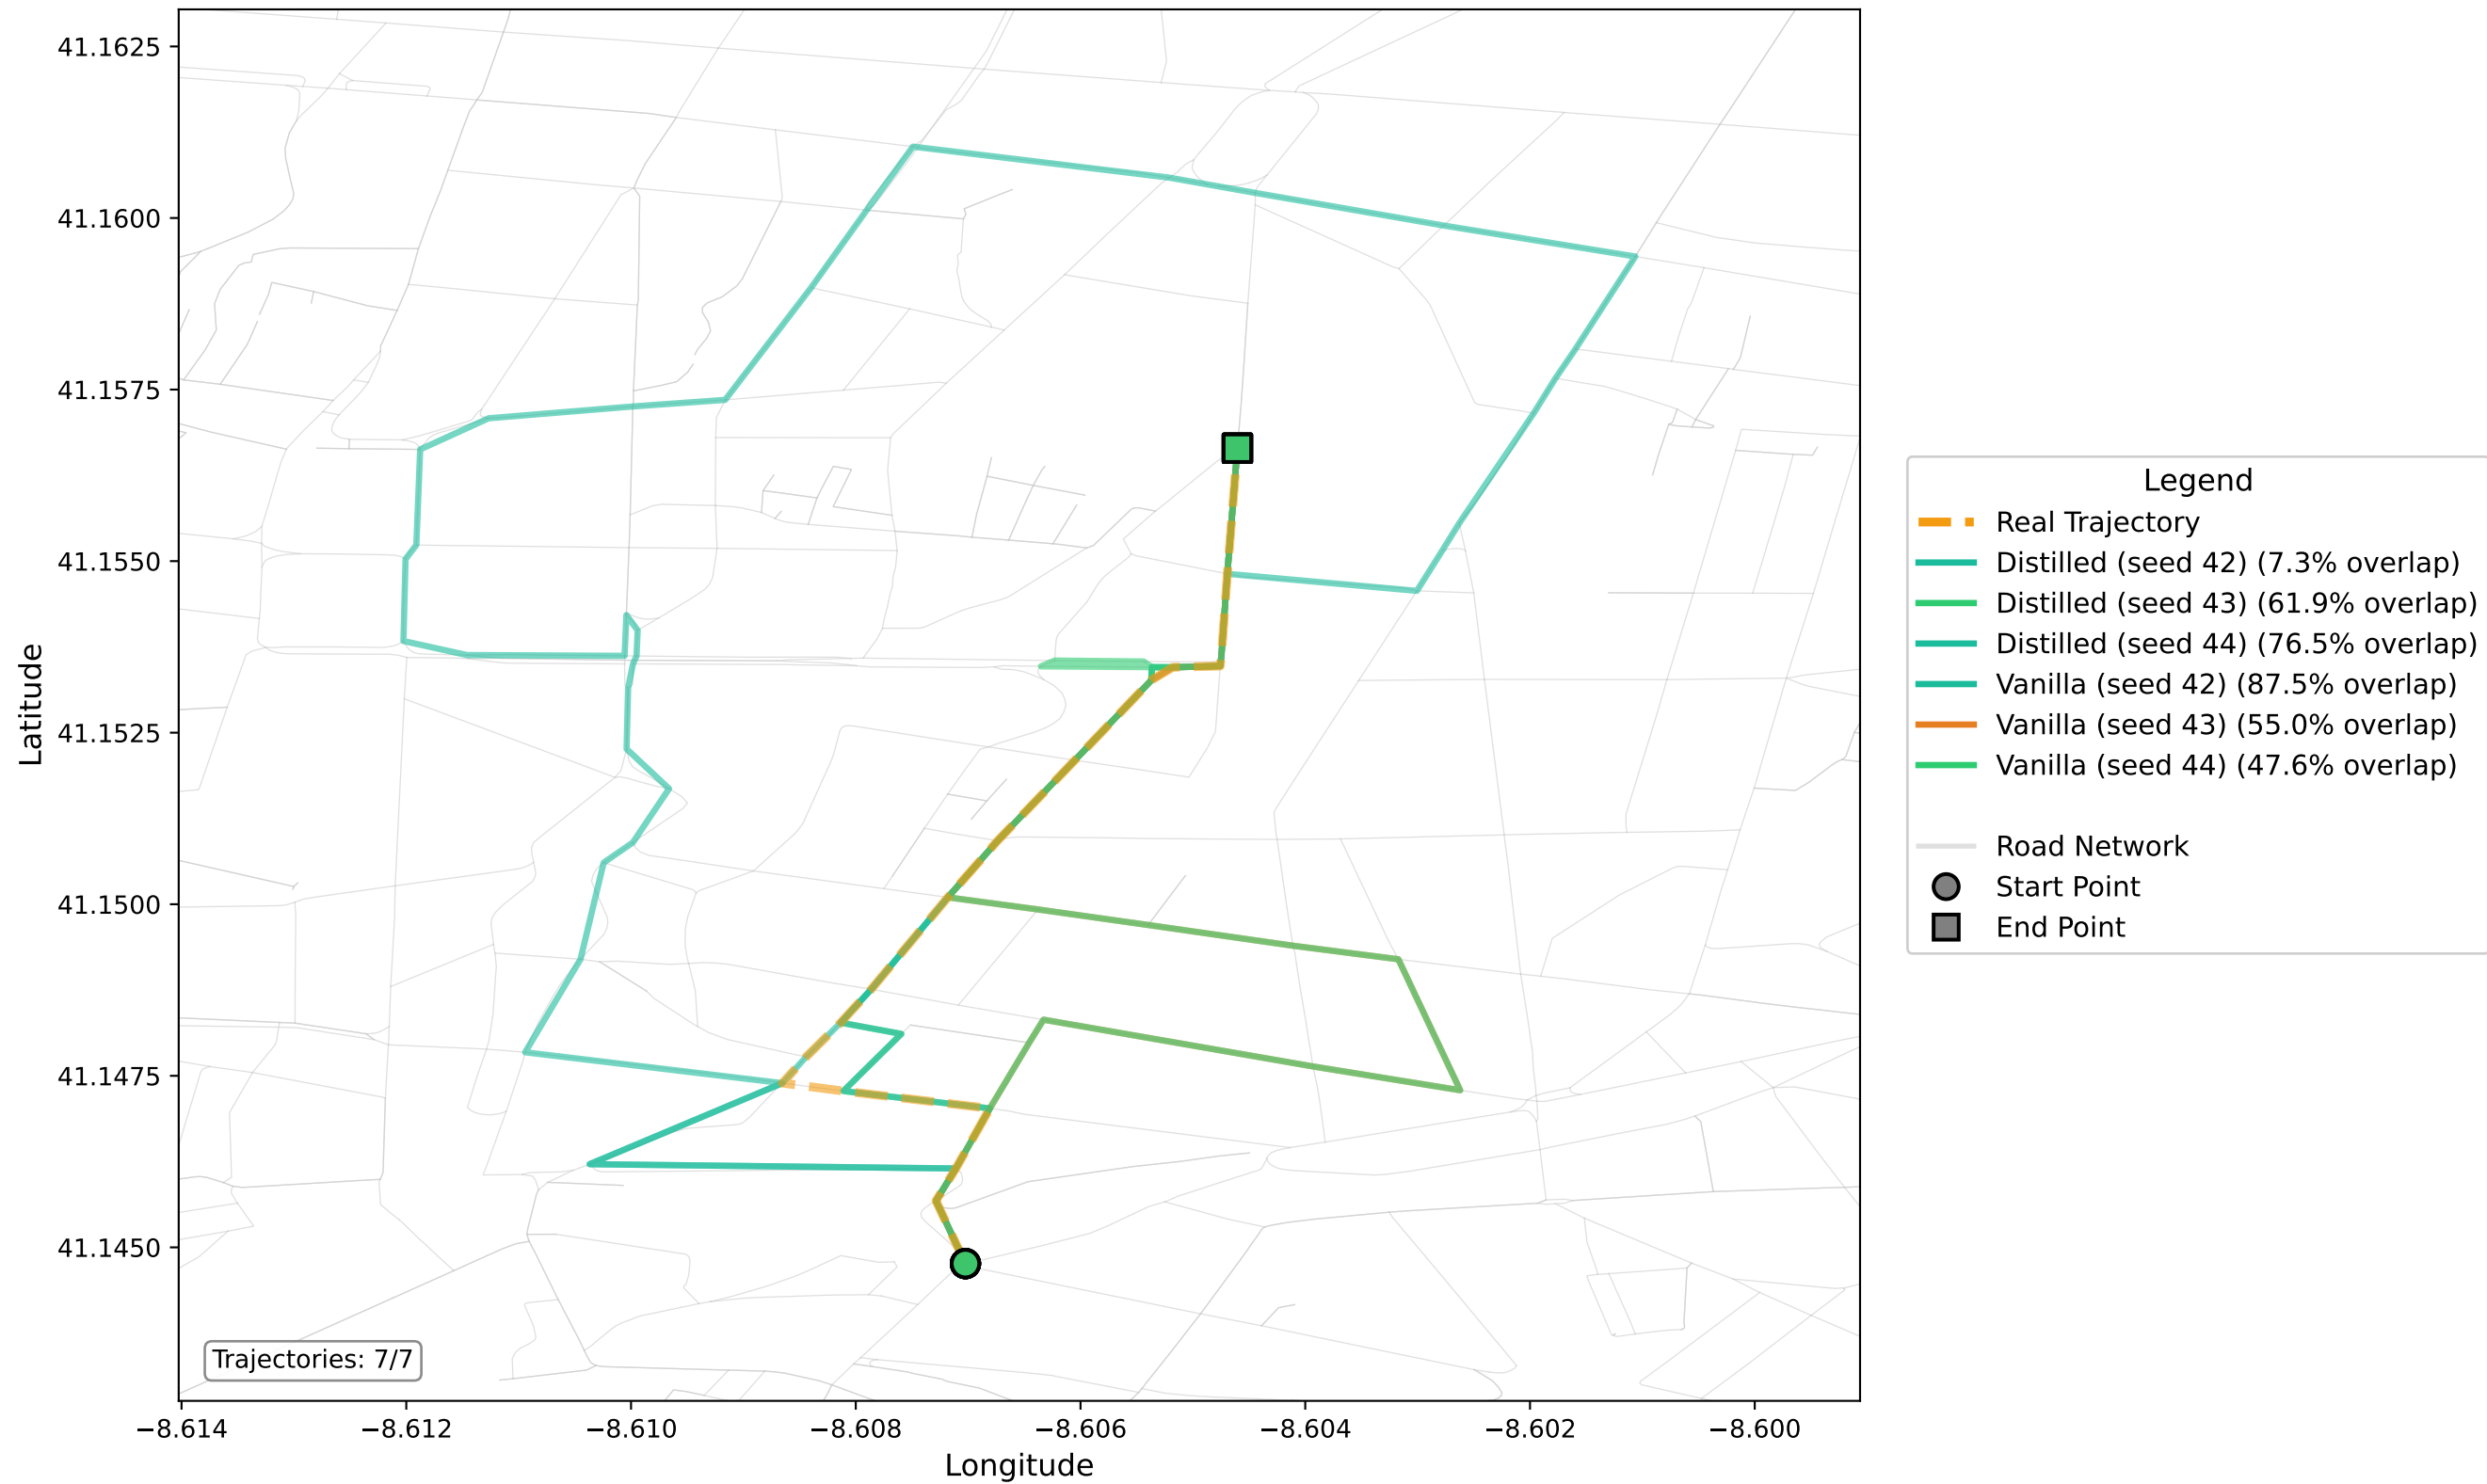 41.1625
41.1600
41.1575
41.1550
41.1525
41.1500
41.1475
41.1450
Latitude
−8.614
−8.612
−8.610
−8.608
−8.606
−8.604
−8.602
−8.600
Longitude
Trajectories: 7/7
Legend
Real Trajectory
Distilled (seed 42) (7.3% overlap)
Distilled (seed 43) (61.9% overlap)
Distilled (seed 44) (76.5% overlap)
Vanilla (seed 42) (87.5% overlap)
Vanilla (seed 43) (55.0% overlap)
Vanilla (seed 44) (47.6% overlap)
Road Network
Start Point
End Point